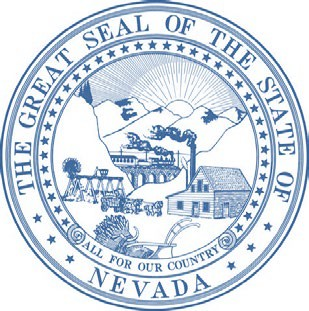 THE GREAT SEAL OF THE STATE OF
NEVADA
ALL FOR OUR COUNTRY